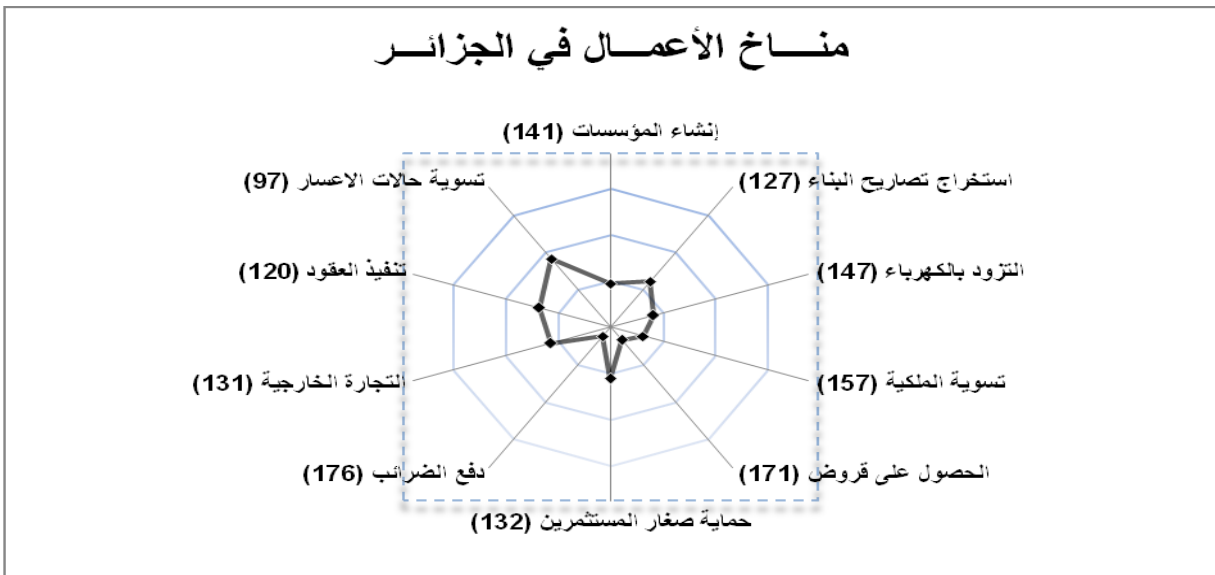 منـــــاخ الأعمـــال في الجزائـــر
إنشاء المؤسسات (141)
استخراج تصاريح البناء (127)
تسوية حالات الاعسار (97)
التزود بالكهرباء (147)
تنفيذ العقود (120)
تسوية الملكية (157)
التجارة الخارجية (131)
الحصول على قروض (171)
دفع الضرائب (176)
حماية صغار المستثمرين (132)